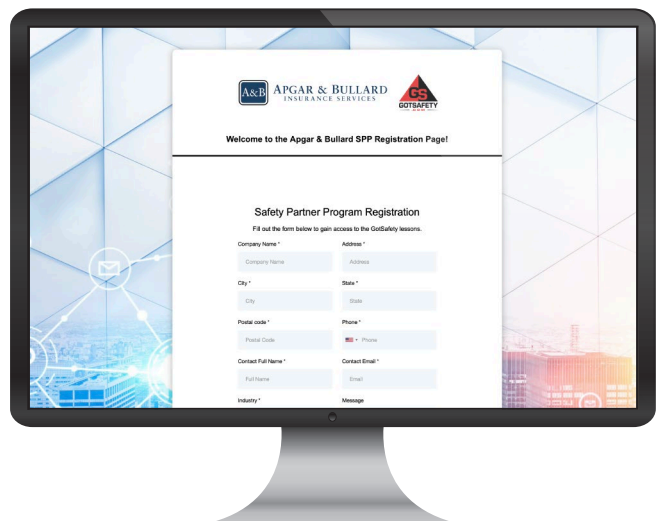 A&B APGAR & BULLARD
INSURANCE SERVICES
GS
GOTSAFETY
Welcome to the Apgar & Bullard SPP Registration Page!
Safety Partner Program Registration
Fill out the form below to gain access to the GotSafety lessons.
Company Name * Address *
Company Name Address
City * State *
City State
Postal code * Phone *
Postal Code Phone
Contact Full Name * Contact Email *
Full Name Email
Industry * Message